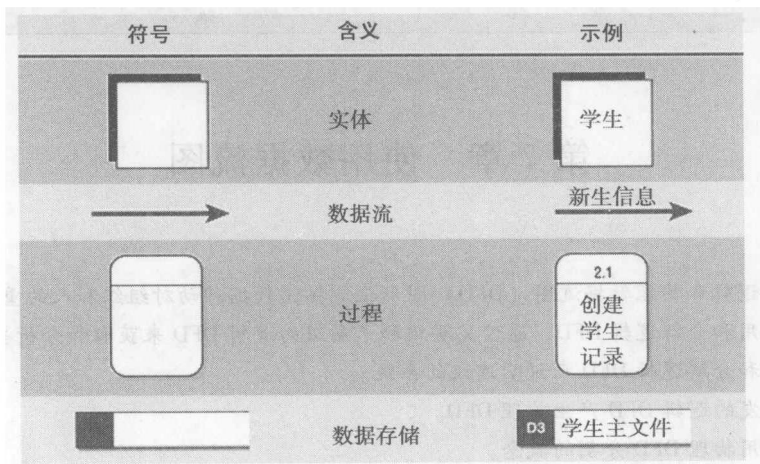 符号 含义 示例
实体 学生
数据流 新生信息
过程 2.1
创建
学生
记录
数据存储 D3 学生主文件